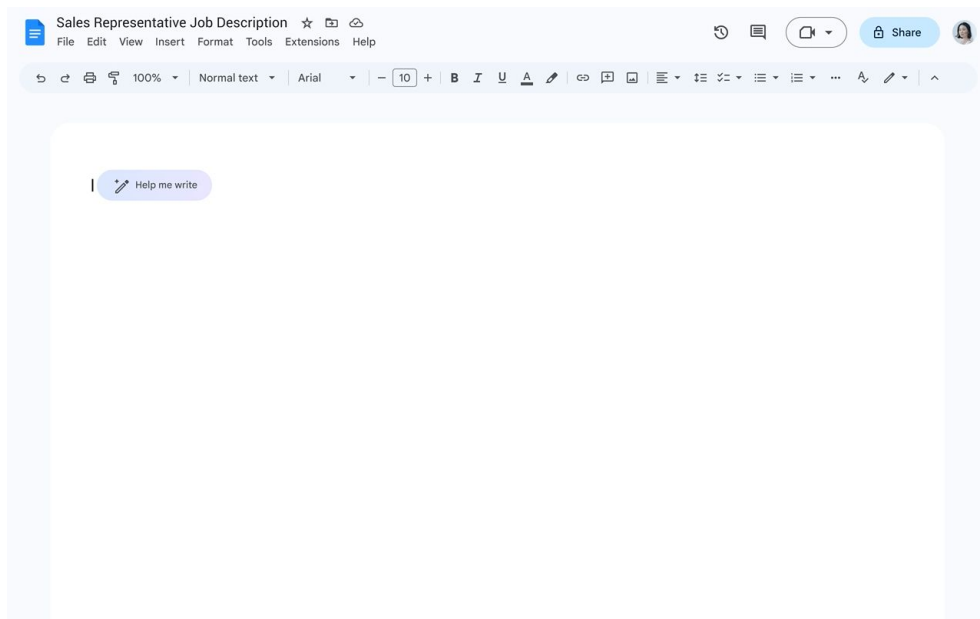 Sales Representative Job Description
File Edit View Insert Format Tools Extensions Help
Share
100% Normal text Arial − 10 + B I U A
Help me write